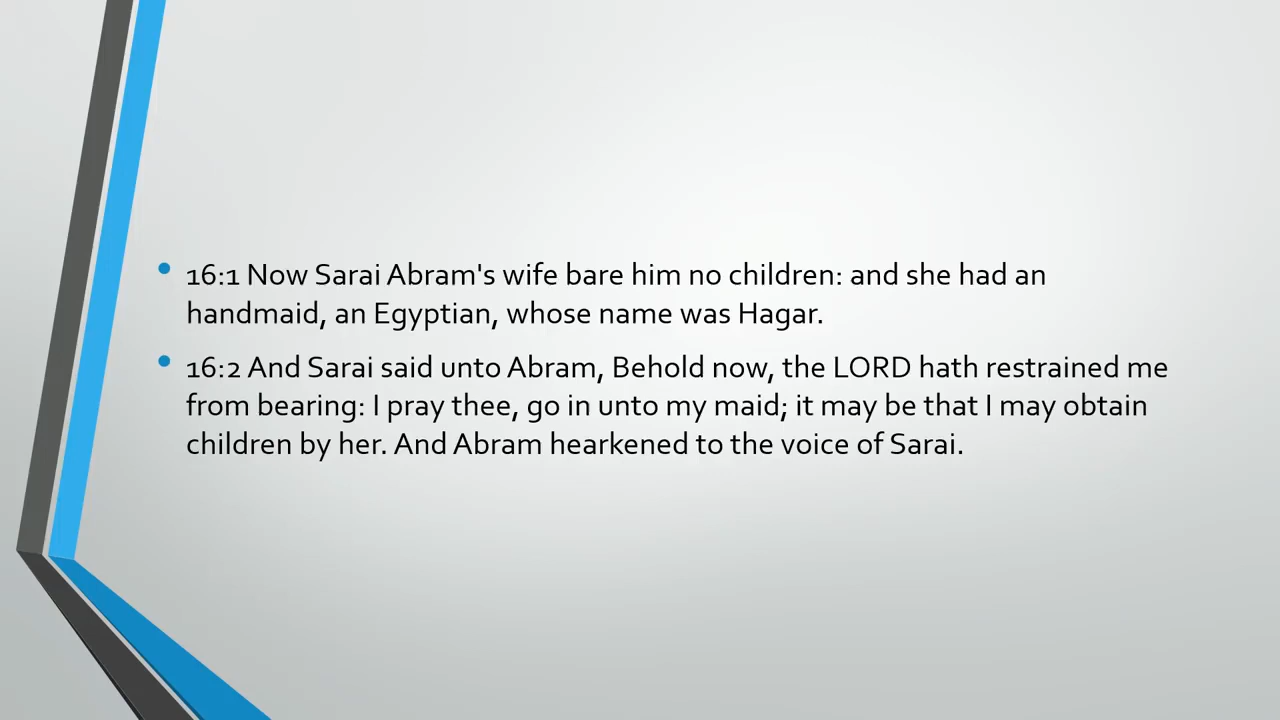 • 16:1 Now Sarai Abram's wife bare him no children: and she had an
handmaid, an Egyptian, whose name was Hagar.
• 16:2 And Sarai said unto Abram, Behold now, the LORD hath restrained me
from bearing: I pray thee, go in unto my maid; it may be that I may obtain
children by her. And Abram hearkened to the voice of Sarai.